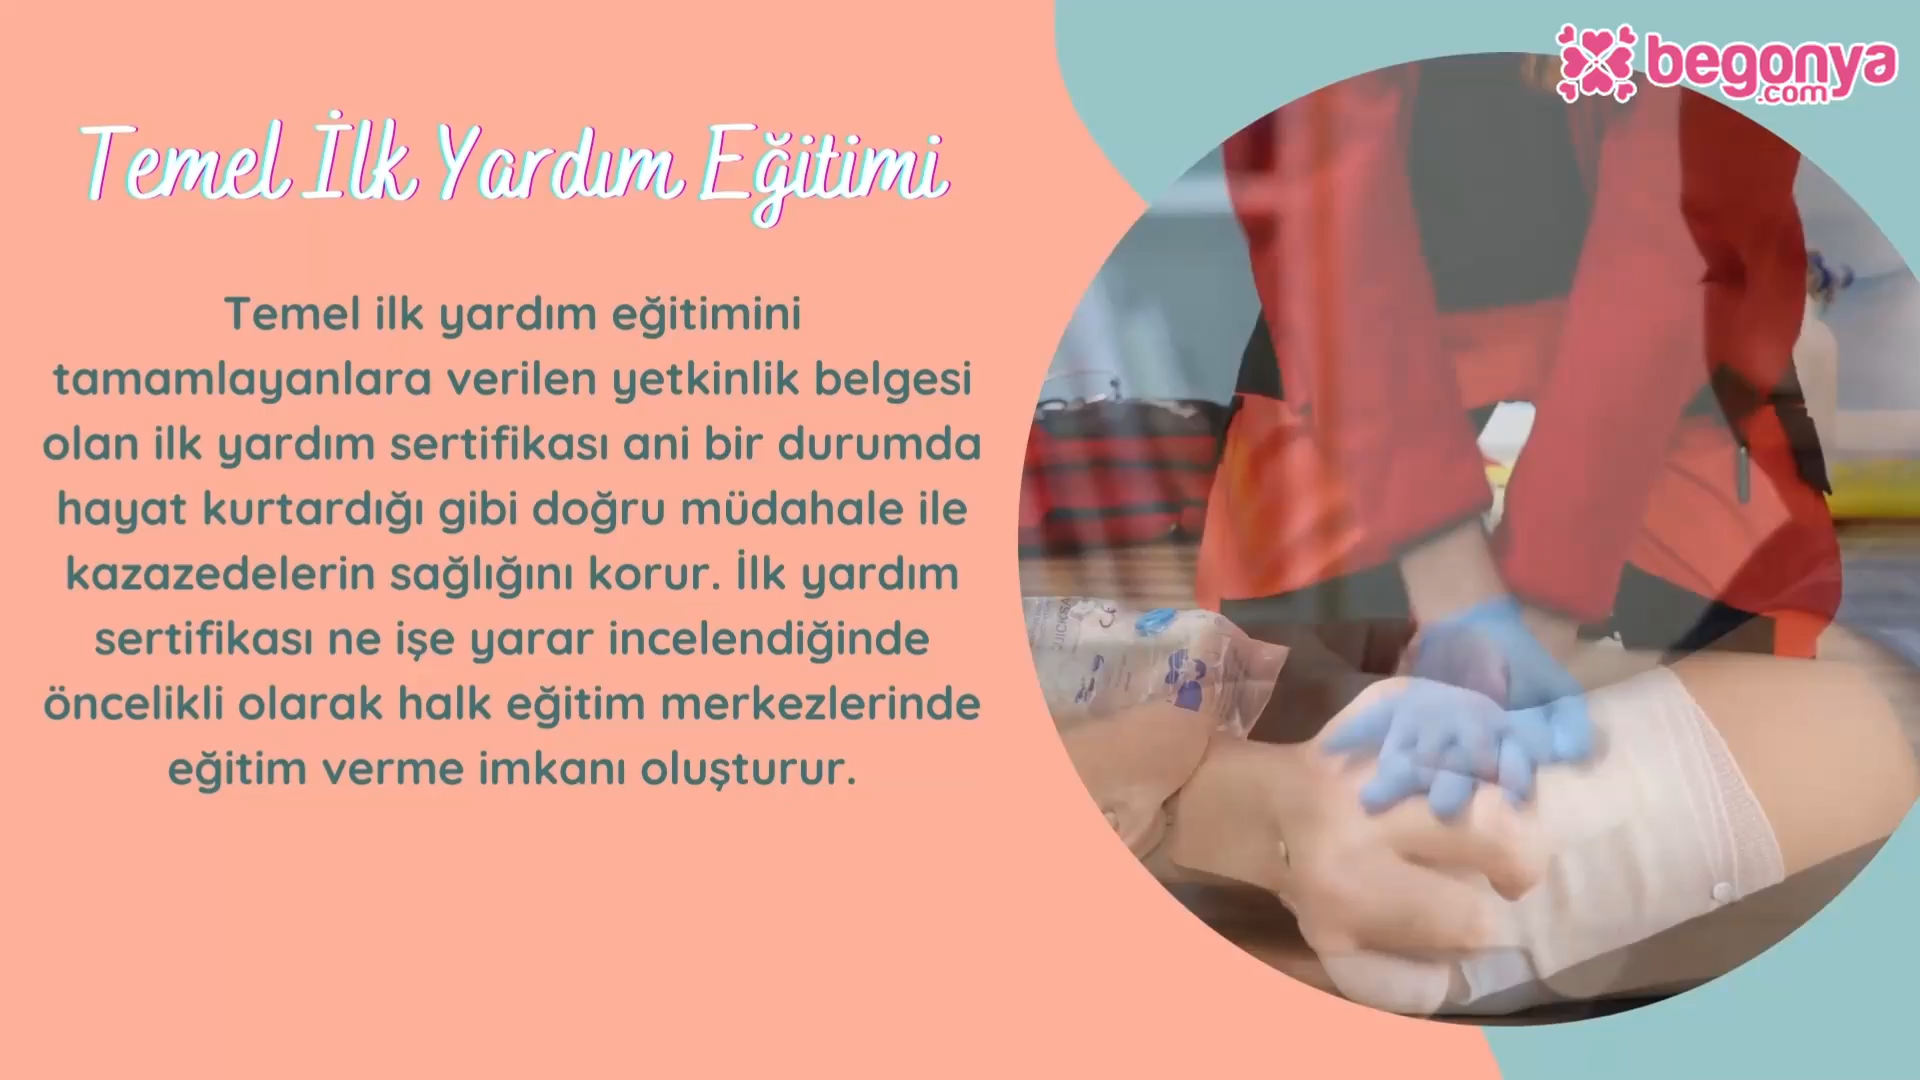 begonya
.com
Temel İlk Yardım Eğitimi
Temel ilk yardım eğitimini
tamamlayanlara verilen yetkinlik belgesi
olan ilk yardım sertifikası ani bir durumda
hayat kurtardığı gibi doğru müdahale ile
kazazedelerin sağlığını korur. İlk yardım
sertifikası ne işe yarar incelendiğinde
öncelikli olarak halk eğitim merkezlerinde
eğitim verme imkanı oluşturur.
CE